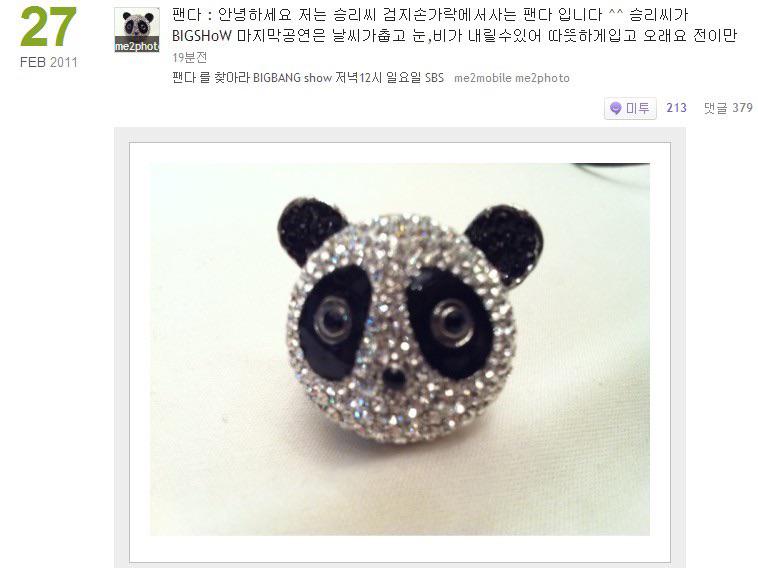 27
FEB 2011
me2phot
팬다 : 안녕하세요 저는 승리씨 검지손가락에서사는 팬다 입니다 ^^ 승리씨가
BIGSHoW 마지막공연은 날씨가춥고 눈,비가 내릴수있어 따뜻하게입고 오래요 전이만
19분전
팬다 를 찾아라 BIGBANG show 저녁12시 일요일 SBS me2mobile me2photo
미투 213 댓글 379